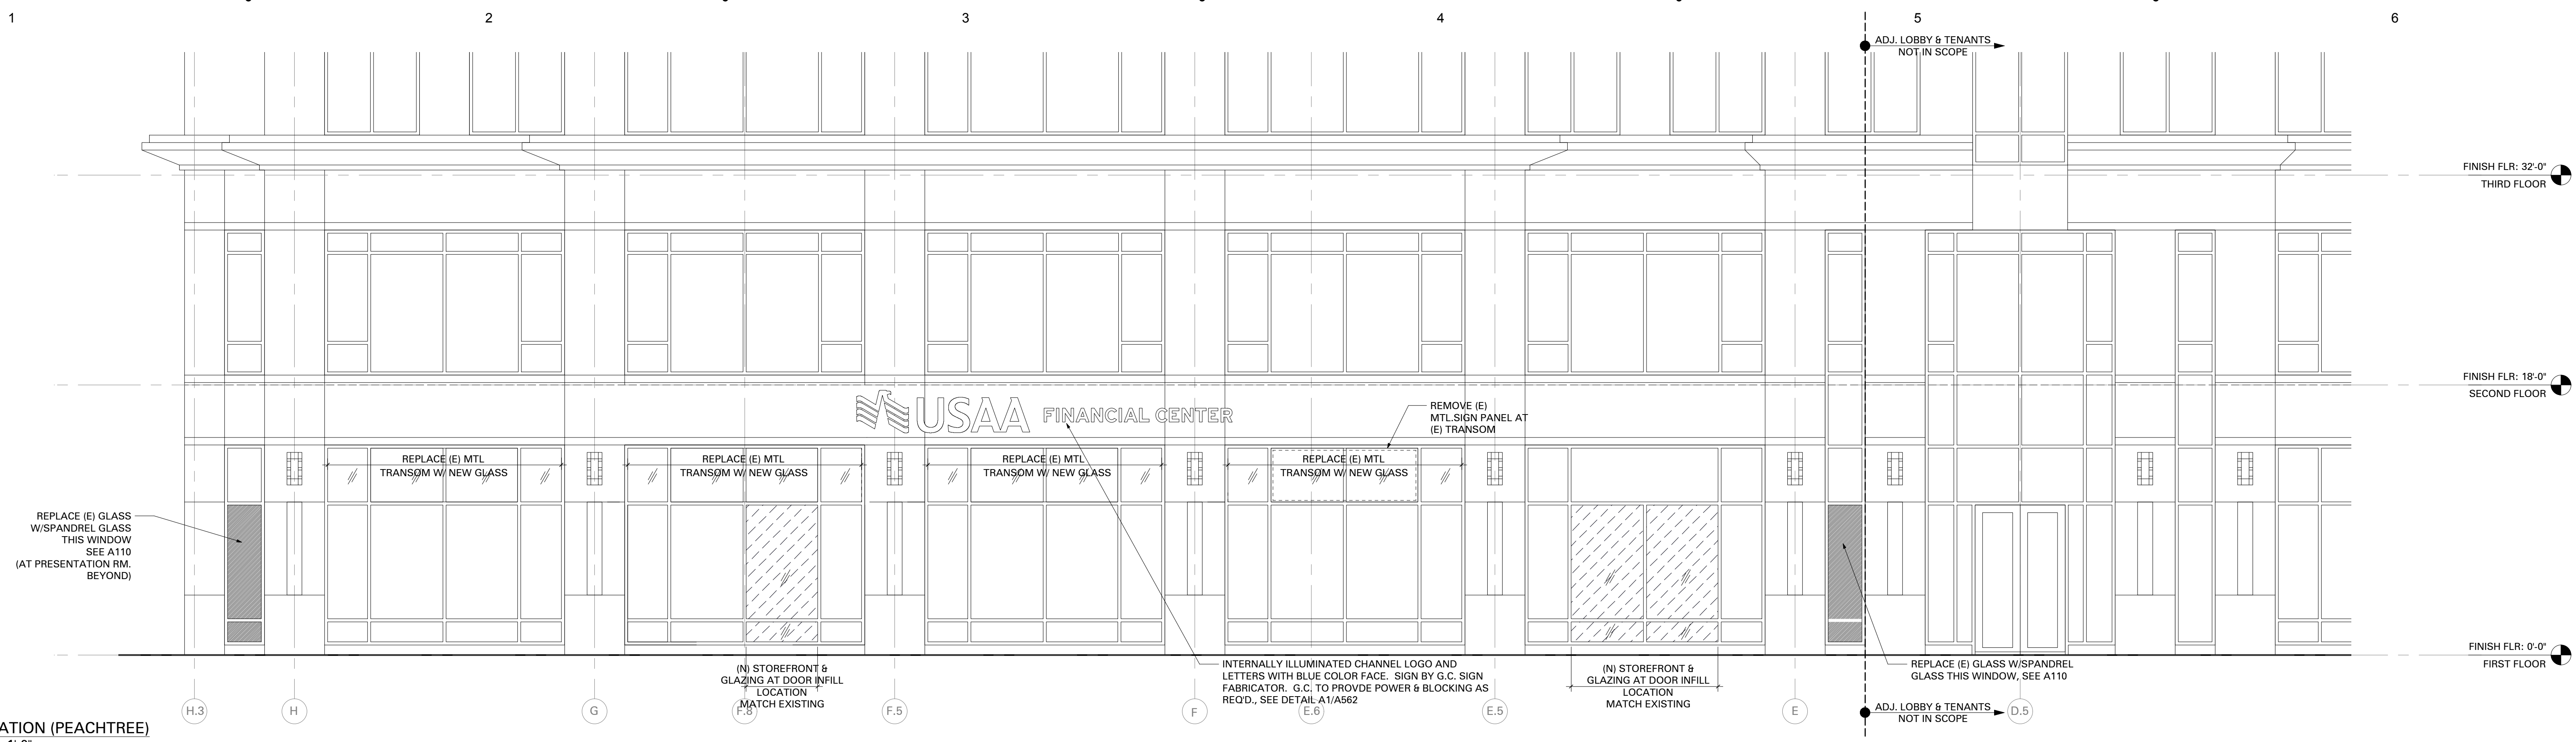 1
2
3
4
5
6
ADJ. LOBBY & TENANTS
NOT IN SCOPE
FINISH FLR: 32'-0"
THIRD FLOOR
FINISH FLR: 18'-0"
SECOND FLOOR
USAA FINANCIAL CENTER
REMOVE (E)
MTL.SIGN PANEL AT
(E) TRANSOM
REPLACE (E) MTL
TRANSOM W/ NEW GLASS
REPLACE (E) MTL
TRANSOM W/ NEW GLASS
REPLACE (E) MTL
TRANSOM W/ NEW GLASS
REPLACE (E) MTL
TRANSOM W/ NEW GLASS
REPLACE (E) GLASS
W/SPANDREL GLASS
THIS WINDOW
SEE A110
(AT PRESENTATION RM.
BEYOND)
FINISH FLR: 0'-0"
FIRST FLOOR
(N) STOREFRONT &
GLAZING AT DOOR INFILL
LOCATION
MATCH EXISTING
INTERNALLY ILLUMINATED CHANNEL LOGO AND
LETTERS WITH BLUE COLOR FACE. SIGN BY G.C. SIGN
FABRICATOR. G.C. TO PROVDE POWER & BLOCKING AS
REQ'D., SEE DETAIL A1/A562
(N) STOREFRONT &
GLAZING AT DOOR INFILL
LOCATION
MATCH EXISTING
REPLACE (E) GLASS W/SPANDREL
GLASS THIS WINDOW, SEE A110
H.3
H
G
F.8
F.5
F
E.6
E.5
E
D.5
ADJ. LOBBY & TENANTS
NOT IN SCOPE
ATION (PEACHTREE)